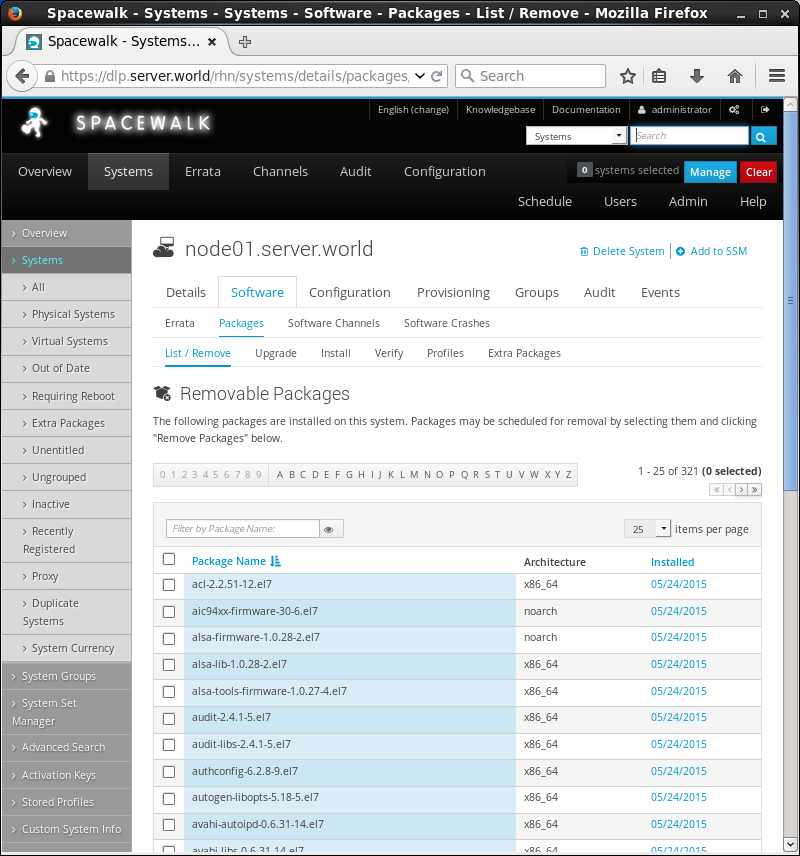 Spacewalk - Systems - Systems - Software - Packages - List / Remove - Mozilla Firefox
Spacewalk - Systems...
https://dlp.server.world/rhn/systems/details/packages,
Search
English (change)
Knowledgebase
Documentation
administrator
SPACEWALK
Systems
Search
Overview
Systems
Errata
Channels
Audit
Configuration
0 systems selected
Manage
Clear
Schedule
Users
Admin
Help
Overview
Systems
All
Physical Systems
Virtual Systems
Out of Date
Requiring Reboot
Extra Packages
Unentitled
Ungrouped
Inactive
Recently
Registered
Proxy
Duplicate
Systems
System Currency
System Groups
System Set
Manager
Advanced Search
Activation Keys
Stored Profiles
Custom System Info
node01.server.world
Delete System
Add to SSM
Details
Software
Configuration
Provisioning
Groups
Audit
Events
Errata
Packages
Software Channels
Software Crashes
List / Remove
Upgrade
Install
Verify
Profiles
Extra Packages
Removable Packages
The following packages are installed on this system. Packages may be scheduled for removal by selecting them and clicking
"Remove Packages" below.
0 1 2 3 4 5 6 7 8 9 A B C D E F G H I J K L M N O P Q R S T U V W X Y Z
1 - 25 of 321 (0 selected)
Filter by Package Name:
25 items per page
Package Name Architecture Installed
acl-2.2.51-12.el7 x86_64 05/24/2015
aic94xx-firmware-30-6.el7 noarch 05/24/2015
alsa-firmware-1.0.28-2.el7 noarch 05/24/2015
alsa-lib-1.0.28-2.el7 x86_64 05/24/2015
alsa-tools-firmware-1.0.27-4.el7 x86_64 05/24/2015
audit-2.4.1-5.el7 x86_64 05/24/2015
audit-libs-2.4.1-5.el7 x86_64 05/24/2015
authconfig-6.2.8-9.el7 x86_64 05/24/2015
autogen-libopts-5.18-5.el7 x86_64 05/24/2015
avahi-autoipd-0.6.31-14.el7 x86_64 05/24/2015
avahi-libs-0.6.31-14.el7 x86_64 05/24/2015